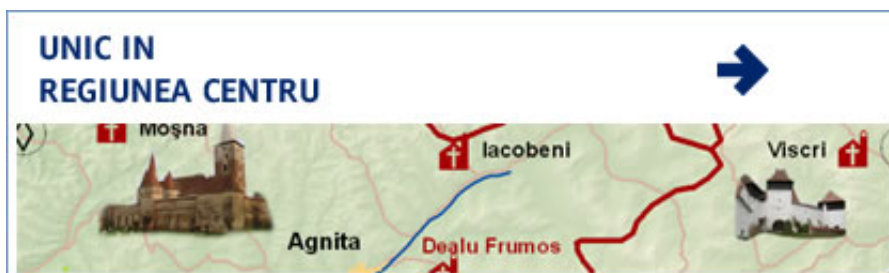 UNIC IN
REGIUNEA CENTRU
Moşna
Iacobeni
Viscri
Agnita
Dealu Frumos